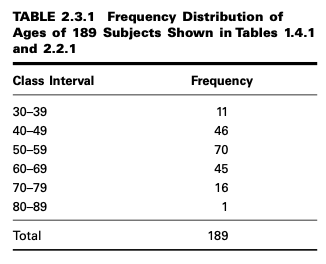 TABLE 2.3.1 Frequency Distribution of
Ages of 189 Subjects Shown in Tables 1.4.1
and 2.2.1
Class Interval Frequency
30–39 11
40–49 46
50–59 70
60–69 45
70–79 16
80–89 1
Total 189